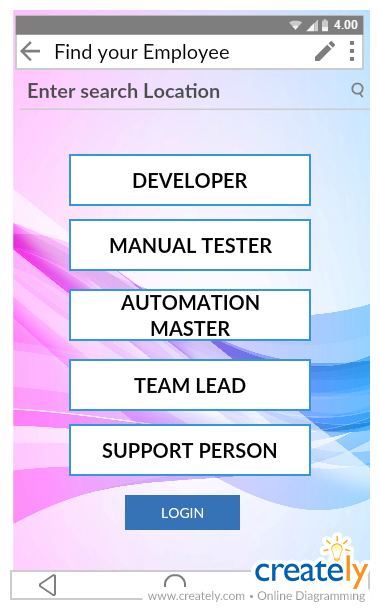 4.00
Find your Employee
Enter search Location
DEVELOPER
MANUAL TESTER
AUTOMATION
MASTER
TEAM LEAD
SUPPORT PERSON
LOGIN
creately
www.creately.com • Online Diagramming